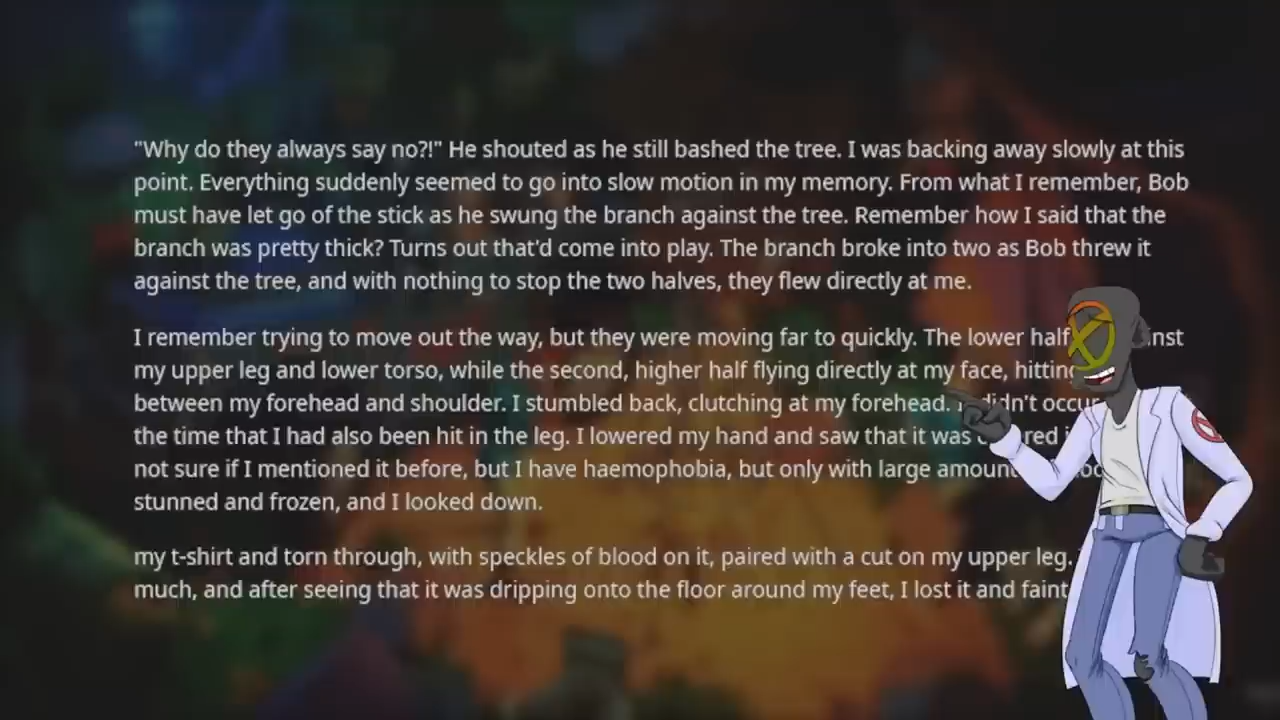 "Why do they always say no?!" He shouted as he still bashed the tree. I was backing away slowly at this
point. Everything suddenly seemed to go into slow motion in my memory. From what I remember, Bob
must have let go of the stick as he swung the branch against the tree. Remember how I said that the
branch was pretty thick? Turns out that'd come into play. The branch broke into two as Bob threw it
against the tree, and with nothing to stop the two halves, they flew directly at me.
I remember trying to move out the way, but they were moving far to quickly. The lower half
my upper leg and lower torso, while the second, higher half flying directly at my face, hitting
between my forehead and shoulder. I stumbled back, clutching at my forehead. didn't occur
the time that I had also been hit in the leg. I lowered my hand and saw that it was
not sure if I mentioned it before, but I have haemophobia, but only with large
stunned and frozen, and I looked down.
my t-shirt and torn through, with speckles of blood on it, paired with a cut on my upper leg.
much, and after seeing that it was dripping onto the floor around my feet, I lost it and